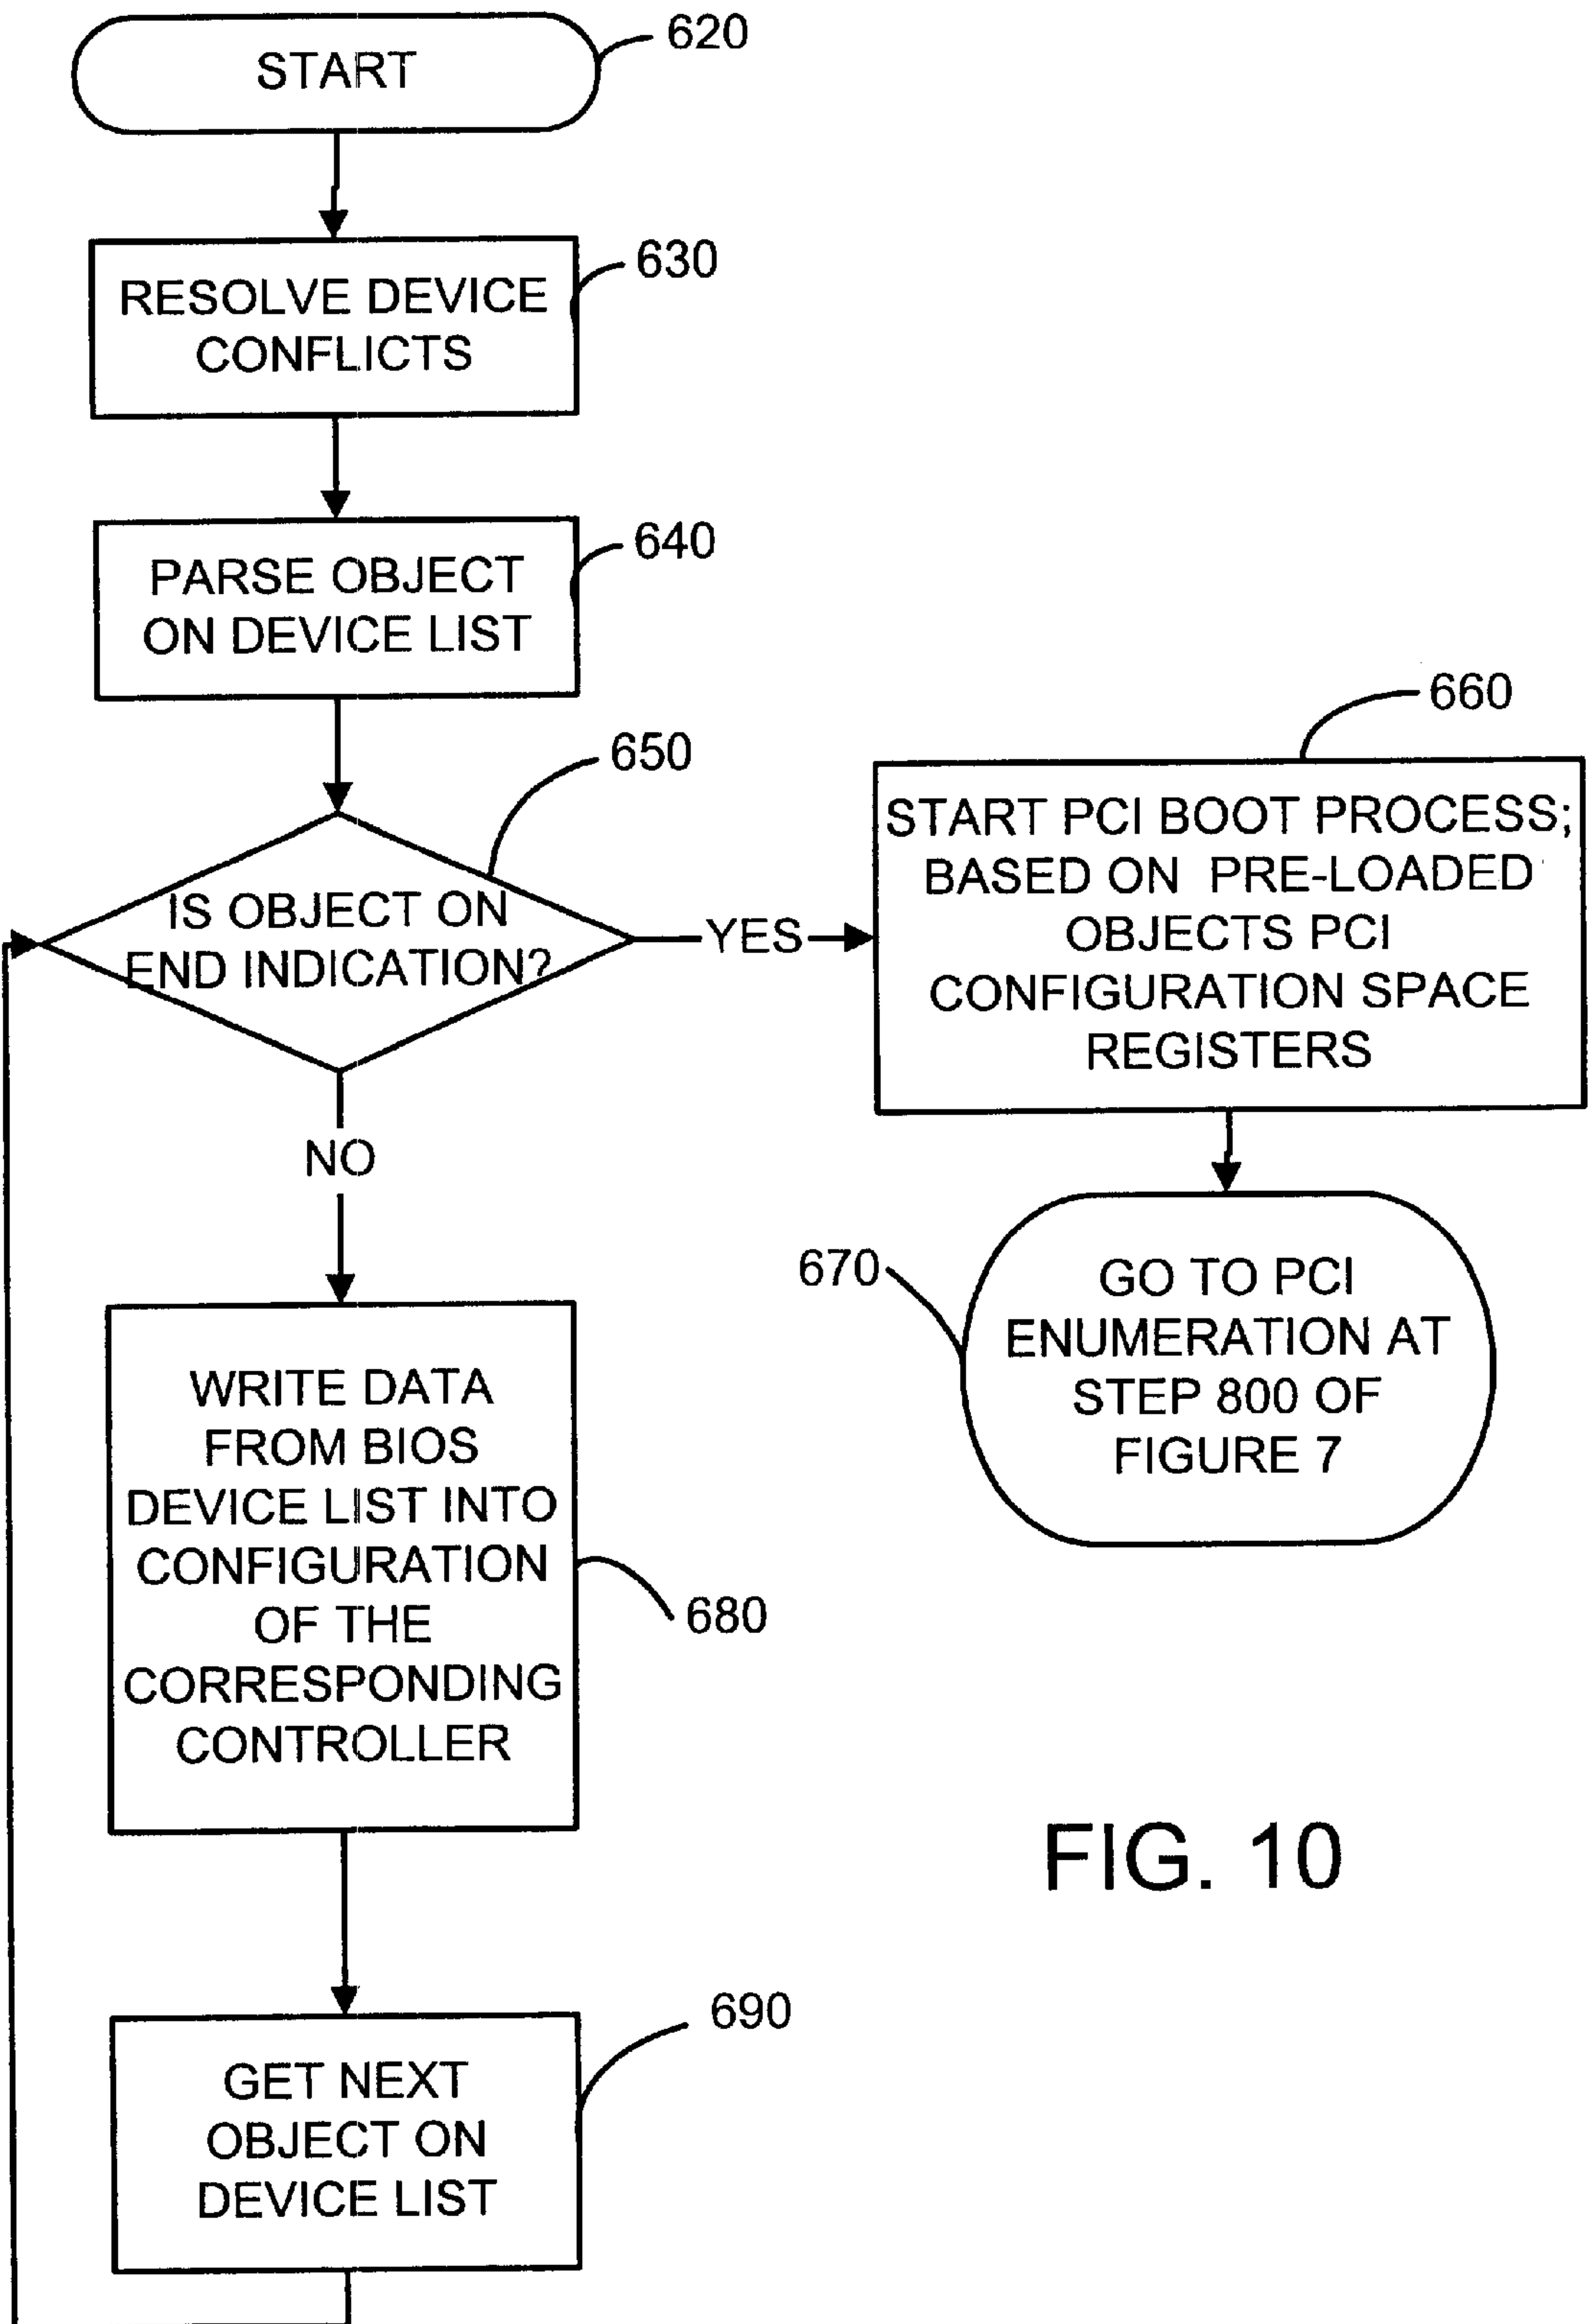 START
620
RESOLVE DEVICE
CONFLICTS
630
PARSE OBJECT
ON DEVICE LIST
640
IS OBJECT ON
END INDICATION?
650
YES
660
START PCI BOOT PROCESS;
BASED ON PRE-LOADED
OBJECTS PCI
CONFIGURATION SPACE
REGISTERS
670
GO TO PCI
ENUMERATION AT
STEP 800 OF
FIGURE 7
NO
WRITE DATA
FROM BIOS
DEVICE LIST INTO
CONFIGURATION
OF THE
CORRESPONDING
CONTROLLER
680
GET NEXT
OBJECT ON
DEVICE LIST
690
FIG. 10